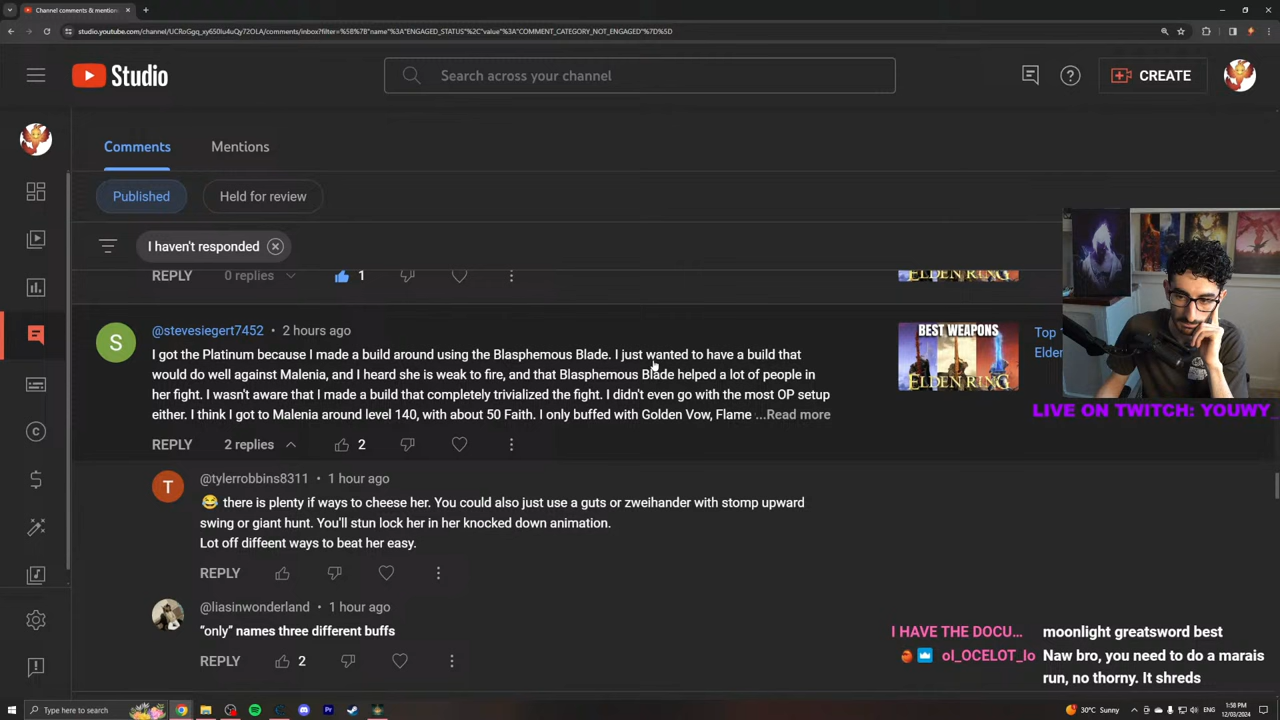 Channel comments & mention
studio.youtube.com/channel/UCRoGgq_xy650Iu4uQy72OLA/comments/inbox?filter=%5B%7B"name"%3A"ENGAGED_STATUS"%2C"value"%3A"COMMENT_CATEGORY_NOT_ENGAGED"%7D%5D
Studio
Search across your channel
CREATE
Comments
Mentions
Published
Held for review
I haven't responded
REPLY 0 replies 1
ELDEN RING
@stevesiegert7452 • 2 hours ago
I got the Platinum because I made a build around using the Blasphemous Blade. I just wanted to have a build that
would do well against Malenia, and I heard she is weak to fire, and that Blasphemous Blade helped a lot of people in
her fight. I wasn't aware that I made a build that completely trivialized the fight. I didn't even go with the most OP setup
either. I think I got to Malenia around level 140, with about 50 Faith. I only buffed with Golden Vow, Flame ...Read more
BEST WEAPONS
ELDEN RING
Top
Elder
LIVE ON TWITCH: YOUWY_
REPLY 2 replies 2
@tylerrobbins8311 • 1 hour ago
😂 there is plenty if ways to cheese her. You could also just use a guts or zweihander with stomp upward
swing or giant hunt. You'll stun lock her in her knocked down animation.
Lot off diffeent ways to beat her easy.
REPLY
@liasinwonderland • 1 hour ago
“only” names three different buffs
REPLY 2
I HAVE THE DOCU... moonlight greatsword best
ol_OCELOT_lo Naw bro, you need to do a marais
run, no thorny. It shreds
Type here to search
30°C Sunny
ENG
1:58 PM
12/03/2024